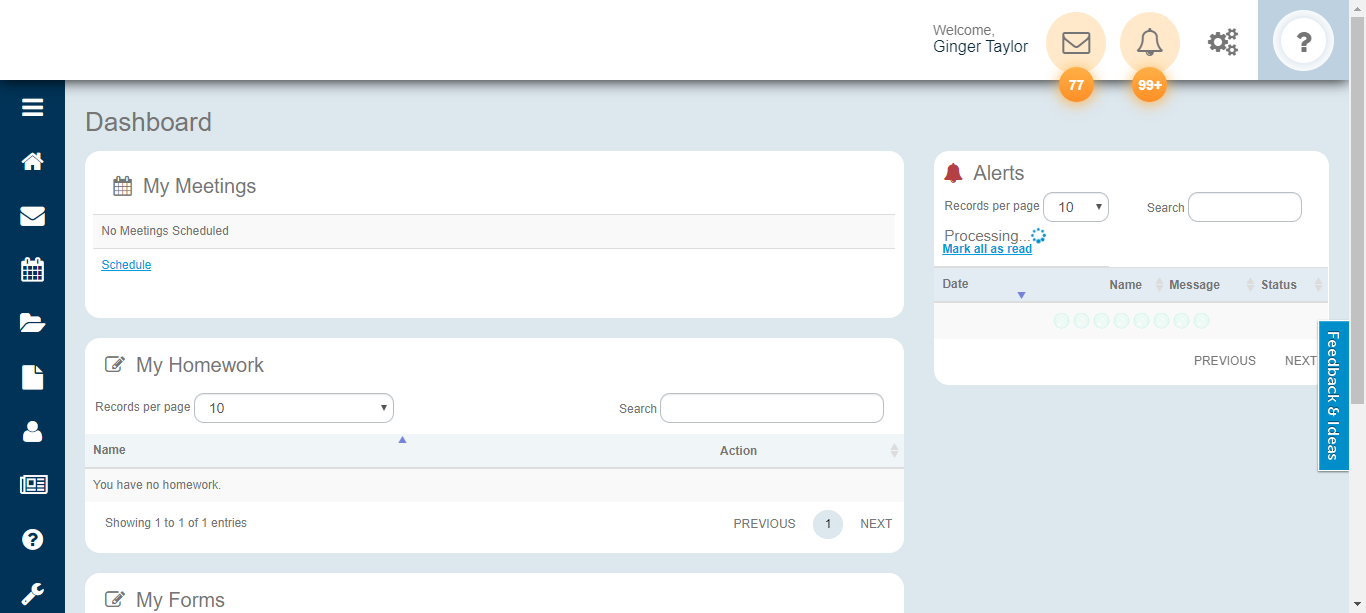 Welcome,
Ginger Taylor
77
99+
?
Dashboard
My Meetings
No Meetings Scheduled
Schedule
My Homework
Records per page 10
Search
Name Action
You have no homework.
Showing 1 to 1 of 1 entries
PREVIOUS 1 NEXT
My Forms
Alerts
Records per page 10
Search
Processing...
Mark all as read
Date Name Message Status
PREVIOUS NEXT
Feedback & Ideas
?